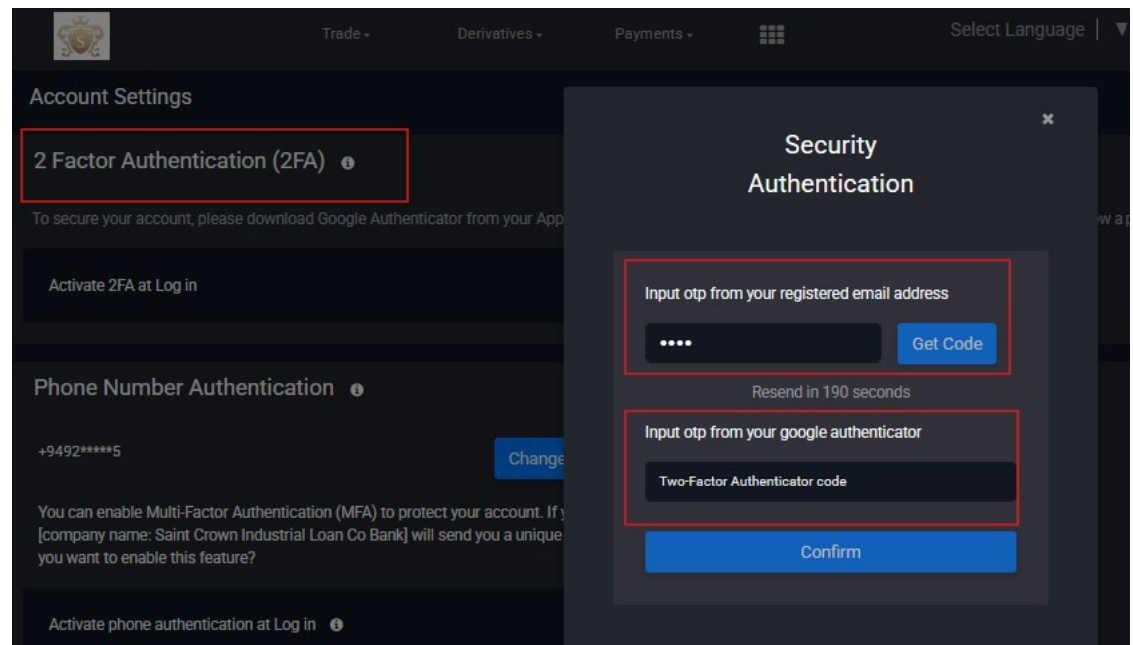 S
Trade
Derivatives
Payments
Select Language
Account Settings
2 Factor Authentication (2FA)
To secure your account, please download Google Authenticator from your App
w a p
Activate 2FA at Log in
Phone Number Authentication
+9492*****5
Change
You can enable Multi-Factor Authentication (MFA) to protect your account. If y
[company name: Saint Crown Industrial Loan Co Bank] will send you a unique
you want to enable this feature?
Activate phone authentication at Log in
×
Security
Authentication
Input otp from your registered email address
••••
Get Code
Resend in 190 seconds
Input otp from your google authenticator
Two-Factor Authenticator code
Confirm